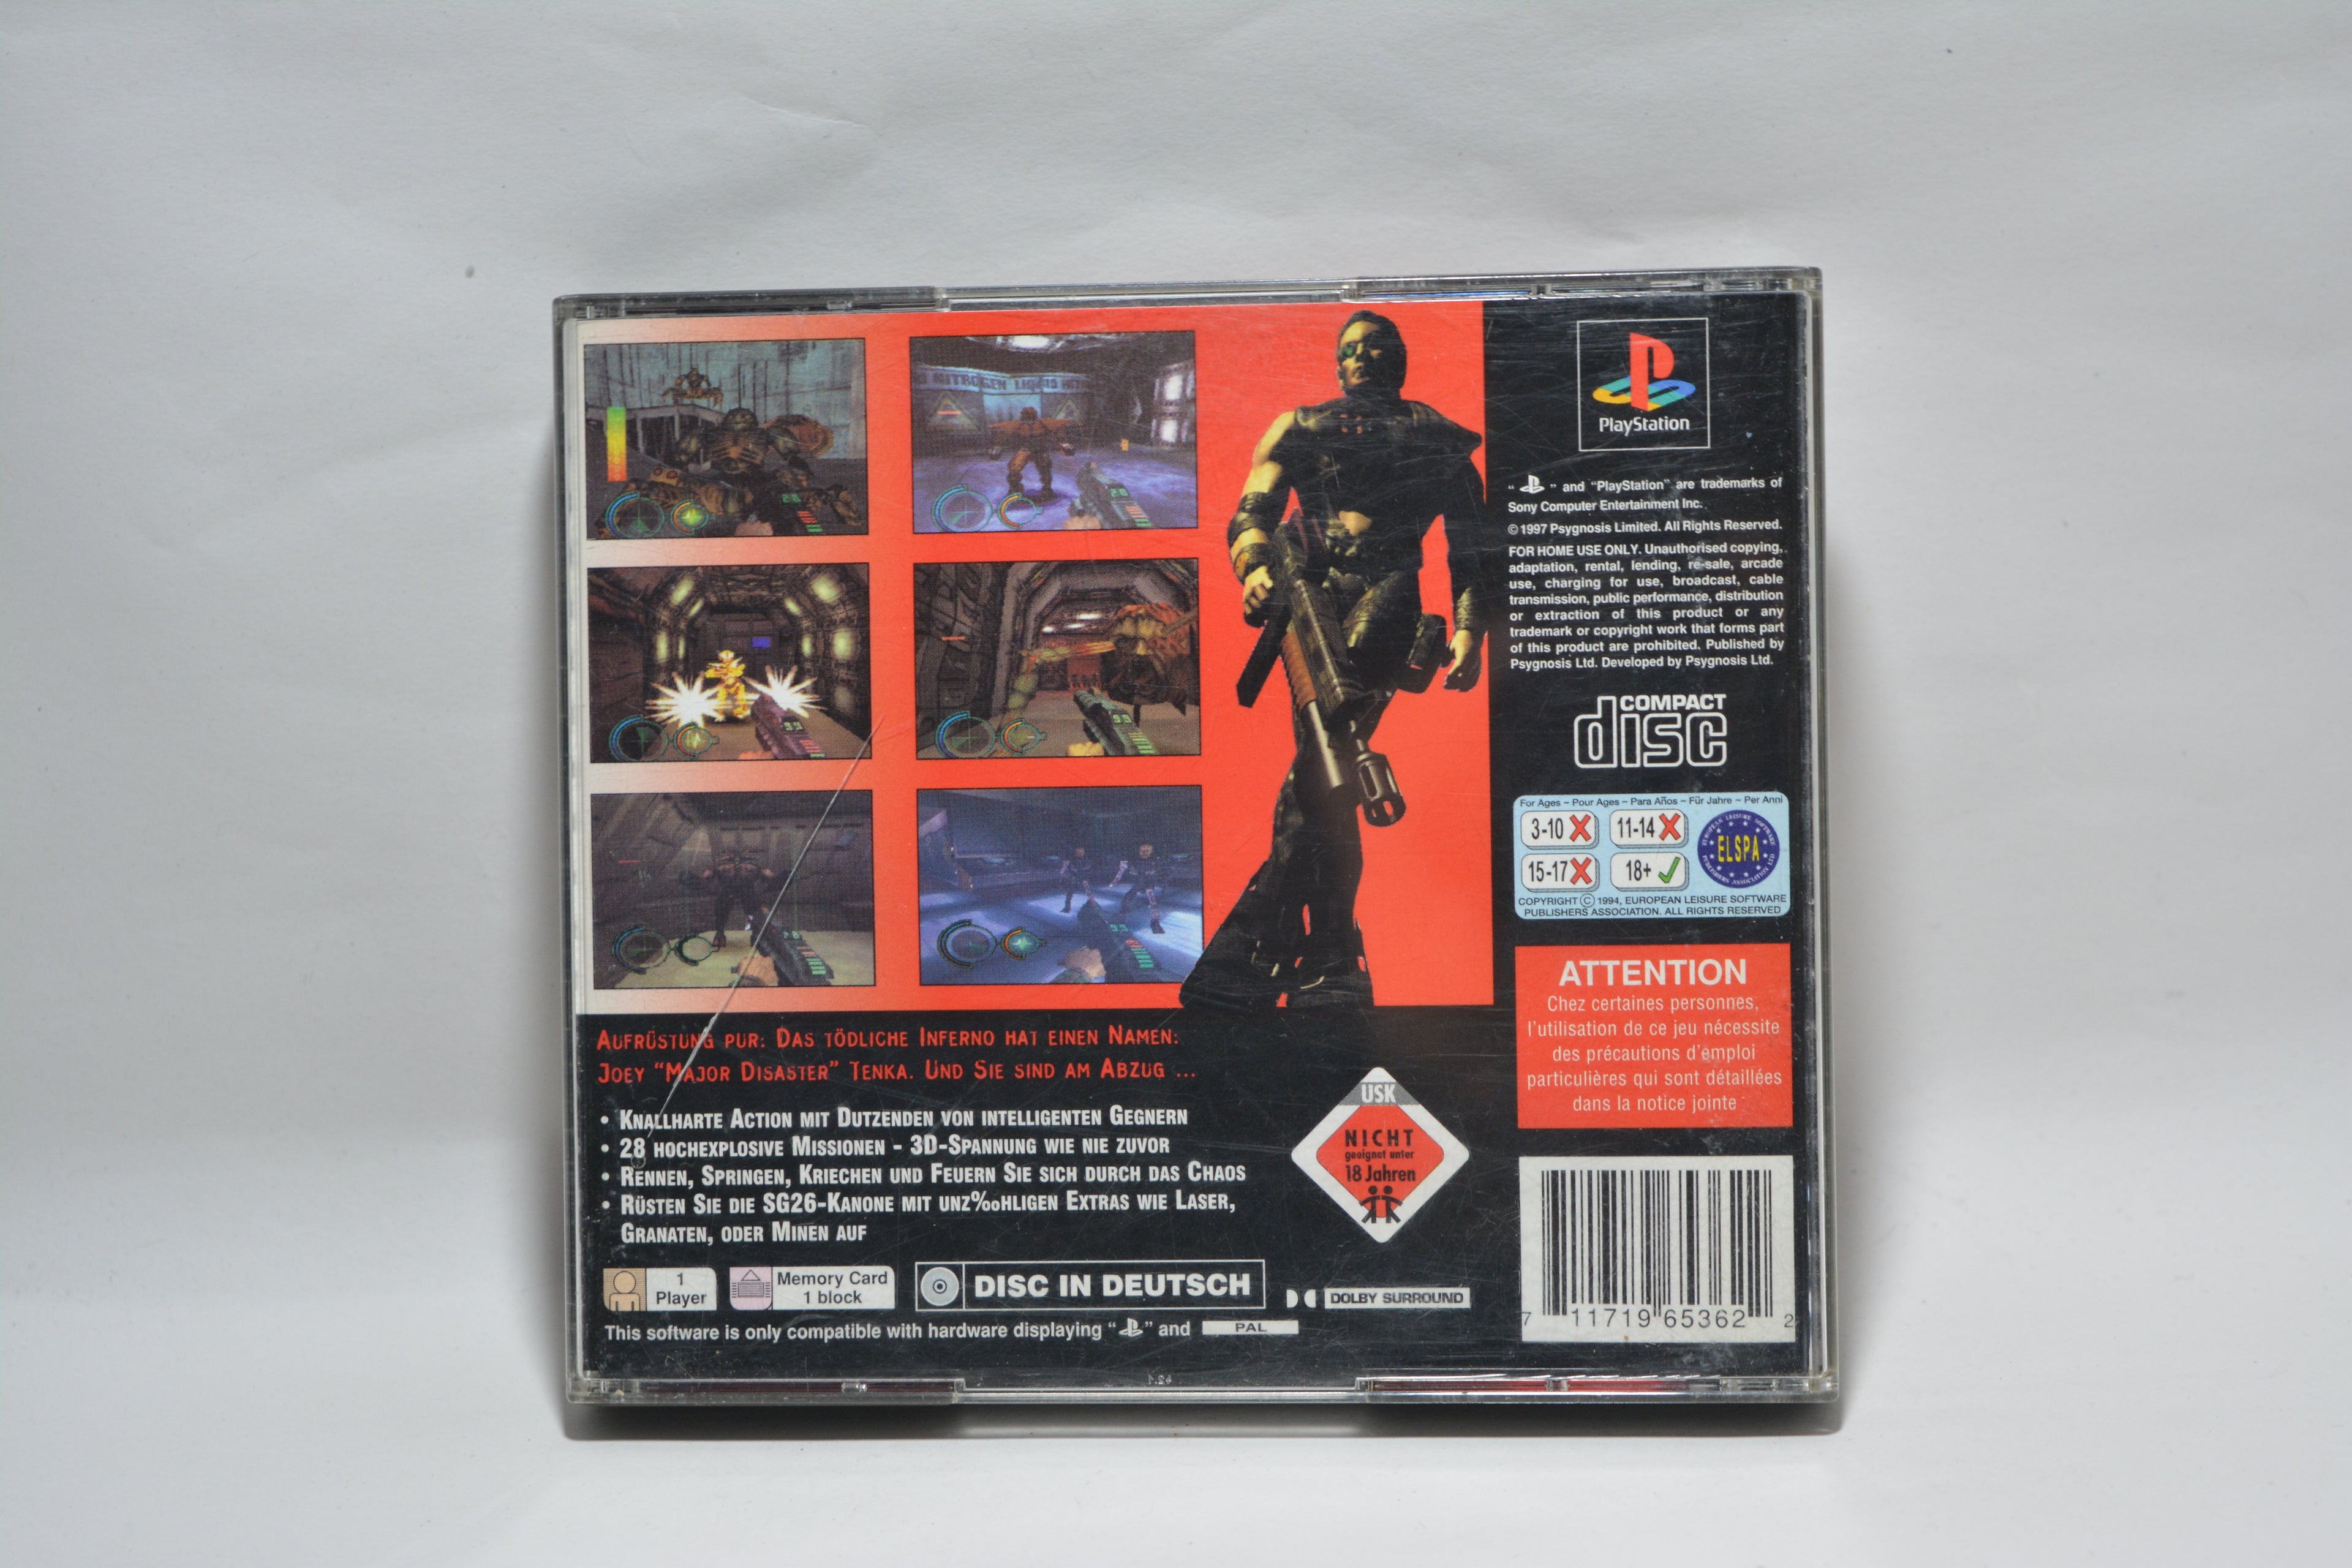 NITROGEN LIQUID
Aufrüstung pur: Das tödliche Inferno hat einen Namen:
Joey “Major Disaster” Tenka. Und Sie sind am Abzug ...
• Knallharte Action mit Dutzenden von intelligenten Gegnern
• 28 hochexplosive Missionen - 3D-Spannung wie nie zuvor
• Rennen, Springen, Kriechen und Feuern Sie sich durch das Chaos
• Rüsten Sie die SG26-Kanone mit unz‰hligen Extras wie Laser,
Granaten, oder Minen auf
1
Player
Memory Card
1 block
DISC IN DEUTSCH
DOLBY SURROUND
This software is only compatible with hardware displaying “ ” and PAL
USK
NICHT
geeignet unter
18 Jahren
PlayStation
“ ” and “PlayStation” are trademarks of
Sony Computer Entertainment Inc.
© 1997 Psygnosis Limited. All Rights Reserved.
FOR HOME USE ONLY. Unauthorised copying,
adaptation, rental, lending, re-sale, arcade
use, charging for use, broadcast, cable
transmission, public performance, distribution
or extraction of this product or any
trademark or copyright work that forms part
of this product are prohibited. Published by
Psygnosis Ltd. Developed by Psygnosis Ltd.
COMPACT
disc
For Ages – Pour Ages – Para Años – Für Jahre – Per Anni
3-10 11-14
15-17 18+
EUROPEAN LEISURE SOFTWARE
ELSPA
PUBLISHERS ASSOCIATION LTD
COPYRIGHT © 1994, EUROPEAN LEISURE SOFTWARE
PUBLISHERS ASSOCIATION. ALL RIGHTS RESERVED
ATTENTION
Chez certaines personnes,
l'utilisation de ce jeu nécessite
des précautions d'emploi
particulières qui sont détaillées
dans la notice jointe
7 11719 65362 2